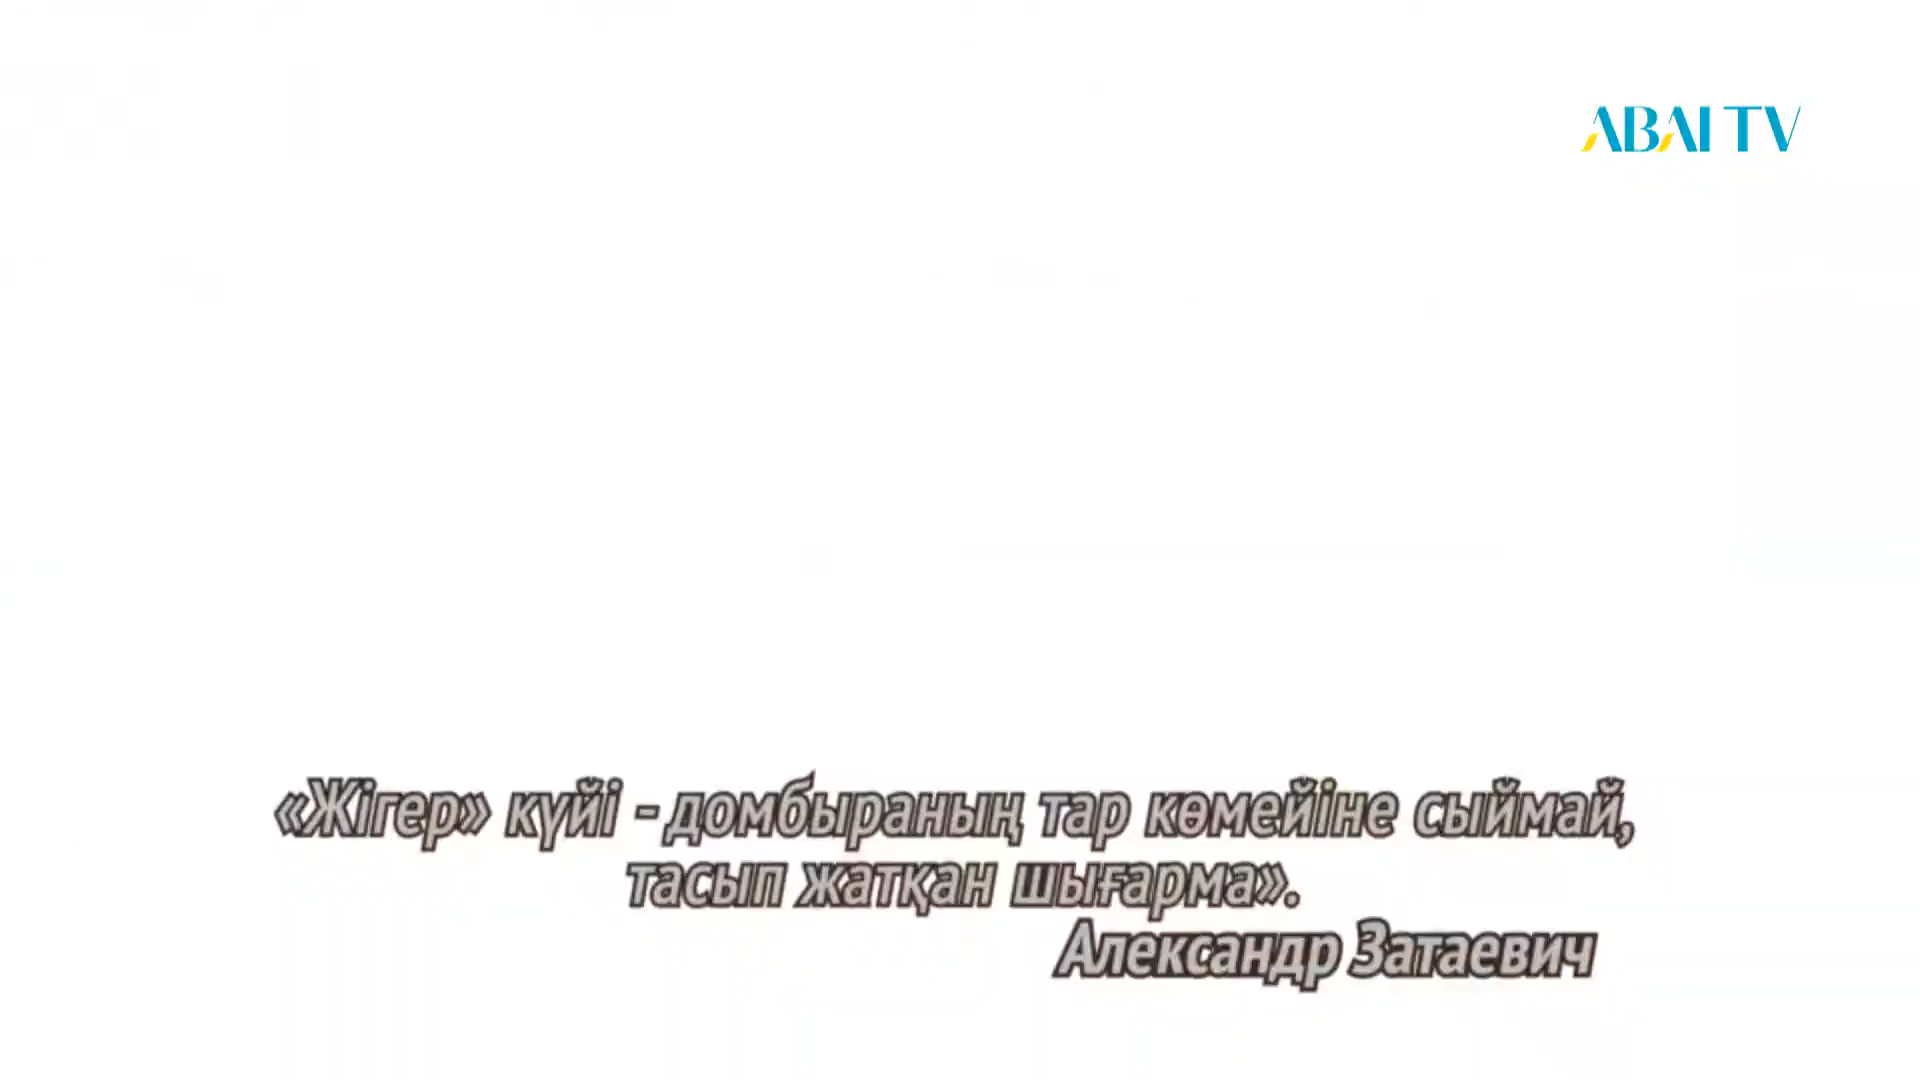 ABAI TV
«Жігер» күйі - домбыраның тар көмейіне сыймай,
тасып жатқан шығарма».
Александр Затаевич